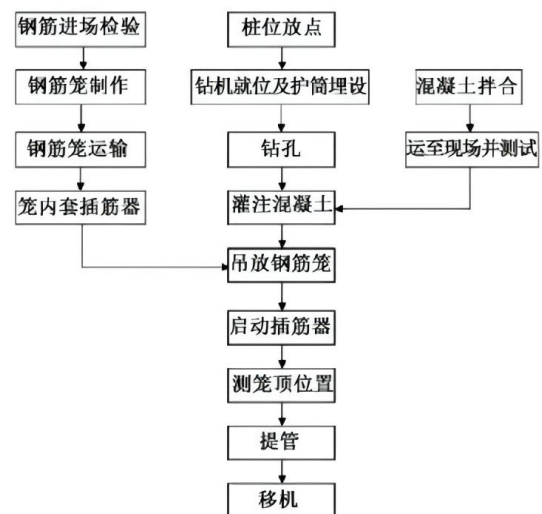 钢筋进场检验
桩位放点
钢筋笼制作
钻机就位及护筒埋设
混凝土拌合
钢筋笼运输
钻孔
运至现场并测试
笼内套插筋器
灌注混凝土
吊放钢筋笼
启动插筋器
测笼顶位置
提管
移机